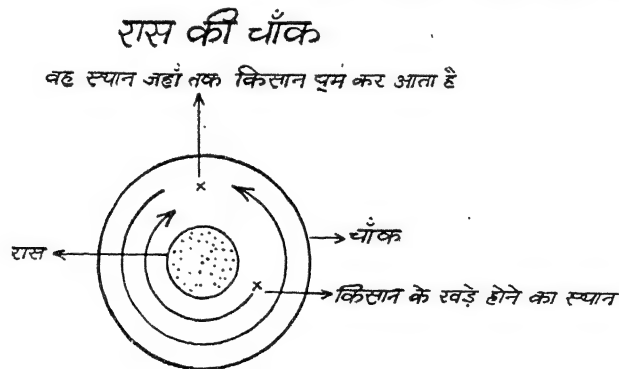 रास की चाँक
वह स्थान जहाँ तक किसान घूम कर आता है
रास
चाँक
किसान के खड़े होने का स्थान